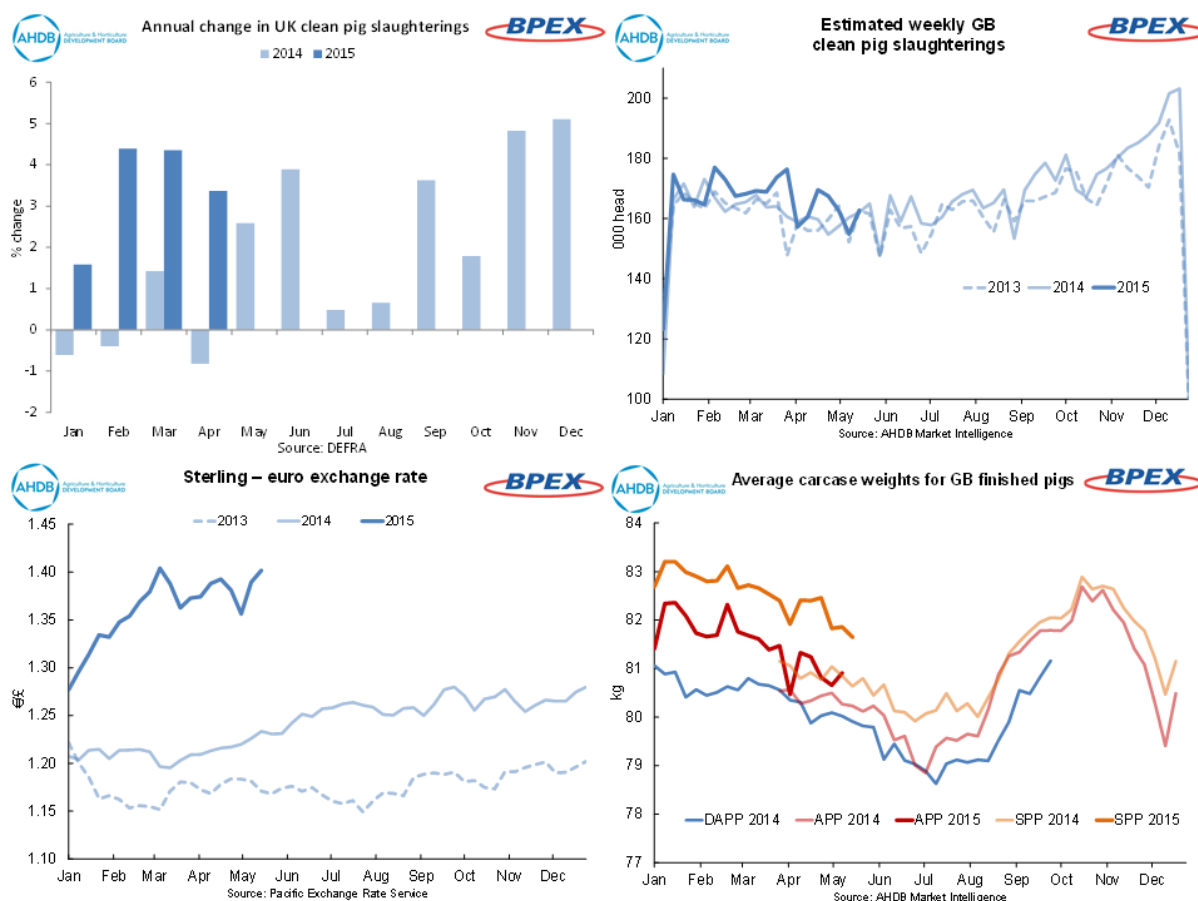 AHDB
Agriculture & Horticulture
DEVELOPMENT BOARD
Annual change in UK clean pig slaughterings
BPEX
2014 2015
6
5
4
3
2
1
0
-1
-2
% change
Jan Feb Mar Apr May Jun Jul Aug Sep Oct Nov Dec
Source: DEFRA
AHDB
Agriculture & Horticulture
DEVELOPMENT BOARD
Estimated weekly GB
clean pig slaughterings
BPEX
200
180
160
140
120
100
000 head
2013 2014 2015
Jan Feb Mar Apr May Jun Jul Aug Sep Oct Nov Dec
Source: AHDB Market Intelligence
AHDB
Agriculture & Horticulture
DEVELOPMENT BOARD
Sterling – euro exchange rate
BPEX
2013 2014 2015
1.45
1.40
1.35
1.30
1.25
1.20
1.15
1.10
€/£
Jan Feb Mar Apr May Jun Jul Aug Sep Oct Nov Dec
Source: Pacific Exchange Rate Service
AHDB
Agriculture & Horticulture
DEVELOPMENT BOARD
Average carcase weights for GB finished pigs
BPEX
84
83
82
81
80
79
78
77
kg
DAPP 2014 APP 2014 APP 2015 SPP 2014 SPP 2015
Jan Feb Mar Apr May Jun Jul Aug Sep Oct Nov Dec
Source: AHDB Market Intelligence